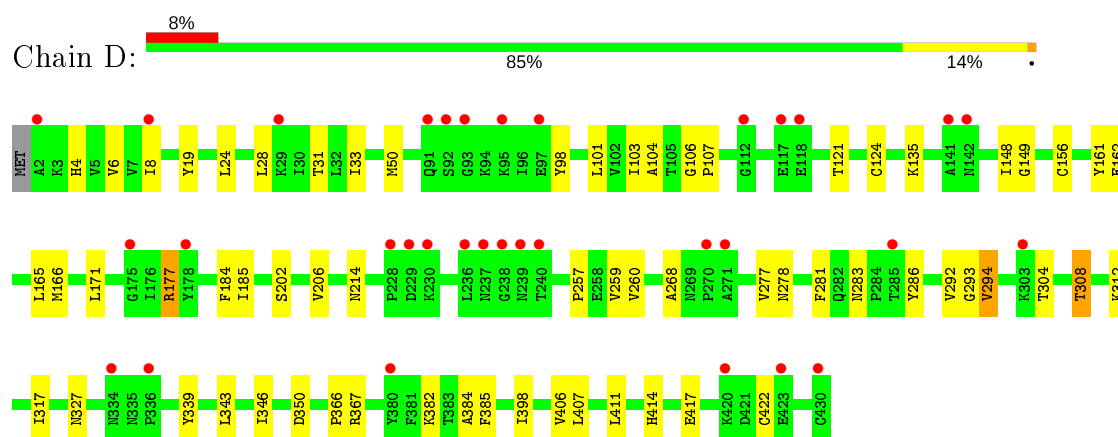 8%
Chain D:
85% 14% •
MET A2 K3 H4 V5 V6 V7 I8 Y19 L24 L28 K29 I30 T31 L32 I33 M50 Q91 S92 G93 K94 K95 I96 E97 Y98 L101 V102 I103 A104 T105 G106 P107 G112 E117 E118 T121 C124 K135 A141 N142 I148 G149 C156 Y161
L165 M166 L171 G175 I176 R177 Y178 F184 I185 S202 V206 N214 P228 D229 K230 L236 N237 G238 N239 T240 P257 E258 V259 V260 A268 N269 P270 A271 V277 N278 F281 Q282 N283 P284 T285 Y286 V292 G293 V294 K303 T304 T308 K312
I317 N327 N334 N335 P336 Y339 L343 I346 D350 P366 R367 Y380 F381 K382 T383 A384 F385 I398 V406 L407 L411 H414 E417 K420 D421 C422 E423 C430